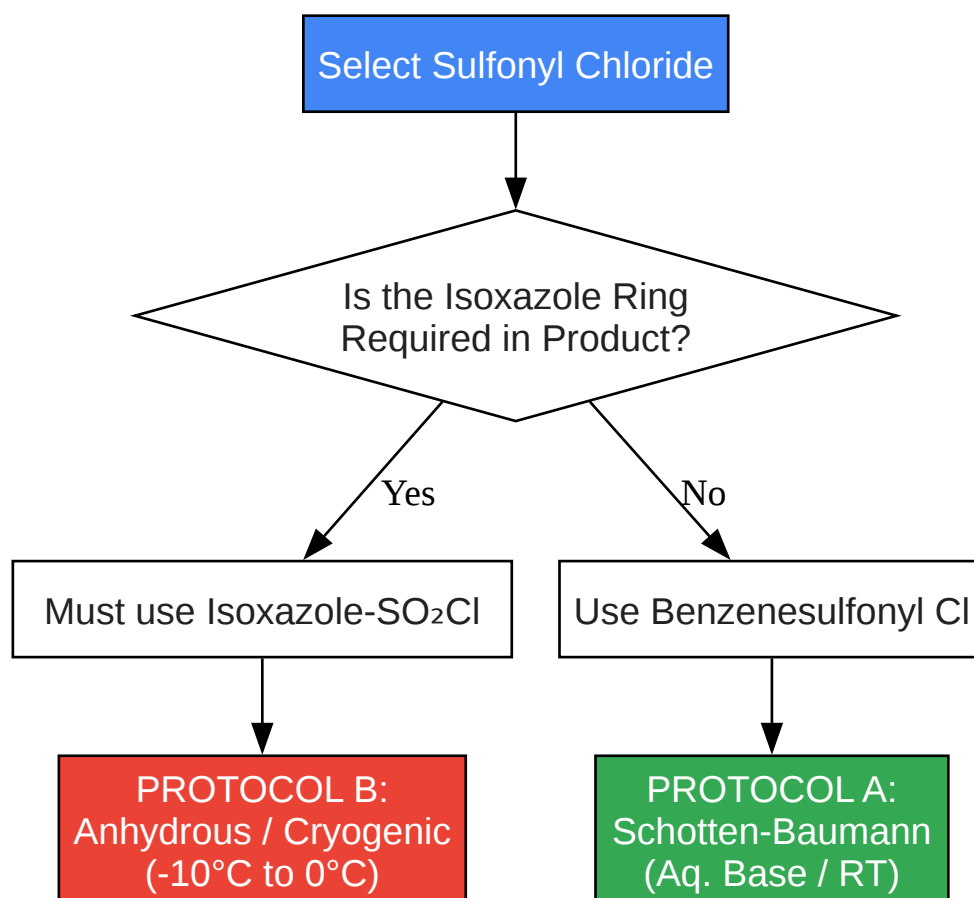 Select Sulfonyl Chloride
Is the Isoxazole Ring
Required in Product?
Yes
No
Must use Isoxazole-SO₂Cl
Use Benzenesulfonyl Cl
PROTOCOL B:
Anhydrous / Cryogenic
(-10°C to 0°C)
PROTOCOL A:
Schotten-Baumann
(Aq. Base / RT)